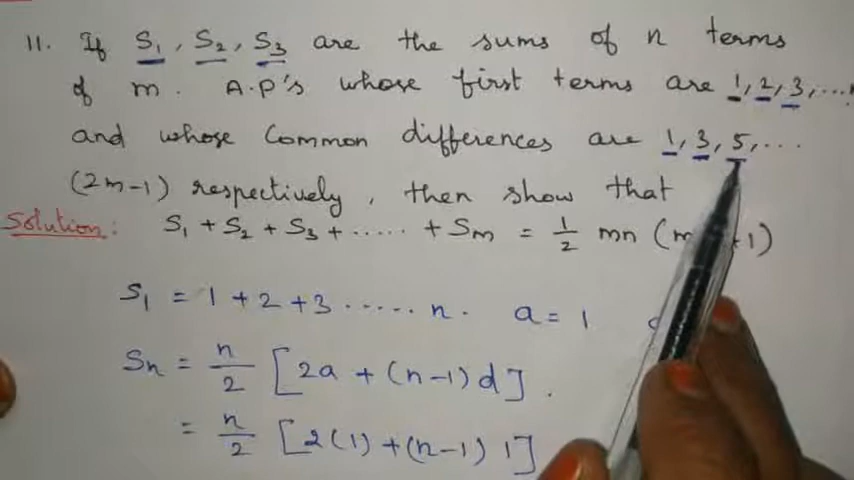 11. If S₁, S₂, S₃ are the sums of n terms
of m. A.P's whose first terms are 1, 2, 3, ...
and whose common differences are 1, 3, 5, ...
(2m-1) respectively, then show that
Solution: S₁ + S₂ + S₃ + ...... + Sm = 1/2 mn (m +1)
S₁ = 1 + 2 + 3 ...... n. a = 1
Sn = n/2 [2a + (n-1) d].
= n/2 [2(1) + (n-1) 1]